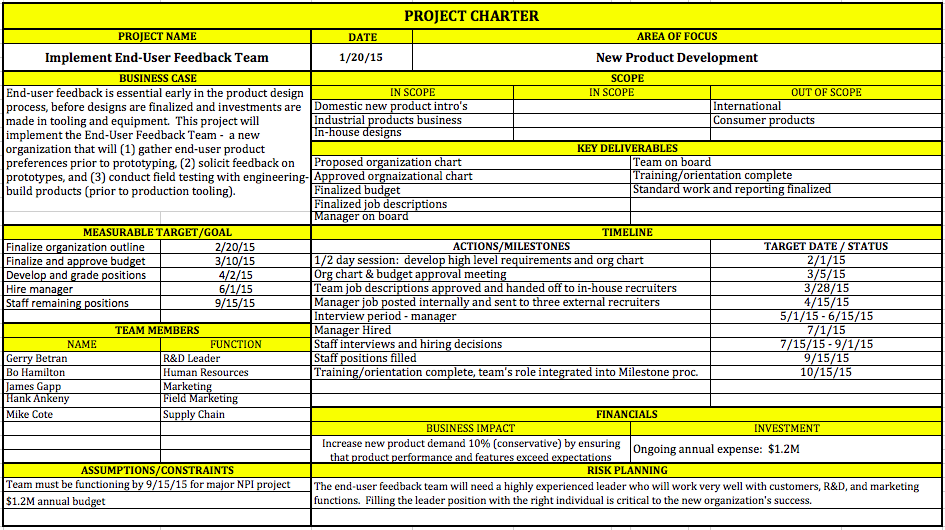 PROJECT CHARTER
PROJECT NAME DATE AREA OF FOCUS
Implement End-User Feedback Team 1/20/15 New Product Development
BUSINESS CASE
End-user feedback is essential early in the product design
process, before designs are finalized and investments are
made in tooling and equipment. This project will
implement the End-User Feedback Team - a new
organization that will (1) gather end-user product
preferences prior to prototyping, (2) solicit feedback on
prototypes, and (3) conduct field testing with engineering-
build products (prior to production tooling).
SCOPE
IN SCOPE IN SCOPE OUT OF SCOPE
Domestic new product intro's International
Industrial products business Consumer products
In-house designs
KEY DELIVERABLES
Proposed organization chart Team on board
Approved orgnaizational chart Training/orientation complete
Finalized budget Standard work and reporting finalized
Finalized job descriptions
Manager on board
MEASURABLE TARGET/GOAL
Finalize organization outline 2/20/15
Finalize and approve budget 3/10/15
Develop and grade positions 4/2/15
Hire manager 6/1/15
Staff remaining positions 9/15/15
TIMELINE
ACTIONS/MILESTONES TARGET DATE / STATUS
1/2 day session: develop high level requirements and org chart 2/1/15
Org chart & budget approval meeting 3/5/15
Team job descriptions approved and handed off to in-house recruiters 3/28/15
Manager job posted internally and sent to three external recruiters 4/15/15
Interview period - manager 5/1/15 - 6/15/15
Manager Hired 7/1/15
Staff interviews and hiring decisions 7/15/15 - 9/1/15
Staff positions filled 9/15/15
Training/orientation complete, team's role integrated into Milestone proc. 10/15/15
TEAM MEMBERS
NAME FUNCTION
Gerry Betran R&D Leader
Bo Hamilton Human Resources
James Gapp Marketing
Hank Ankeny Field Marketing
Mike Cote Supply Chain
FINANCIALS
BUSINESS IMPACT INVESTMENT
Increase new product demand 10% (conservative) by ensuring
that product performance and features exceed expectations
Ongoing annual expense: $1.2M
ASSUMPTIONS/CONSTRAINTS
Team must be functioning by 9/15/15 for major NPI project
$1.2M annual budget
RISK PLANNING
The end-user feedback team will need a highly experienced leader who will work very well with customers, R&D, and marketing
functions. Filling the leader position with the right individual is critical to the new organization's success.